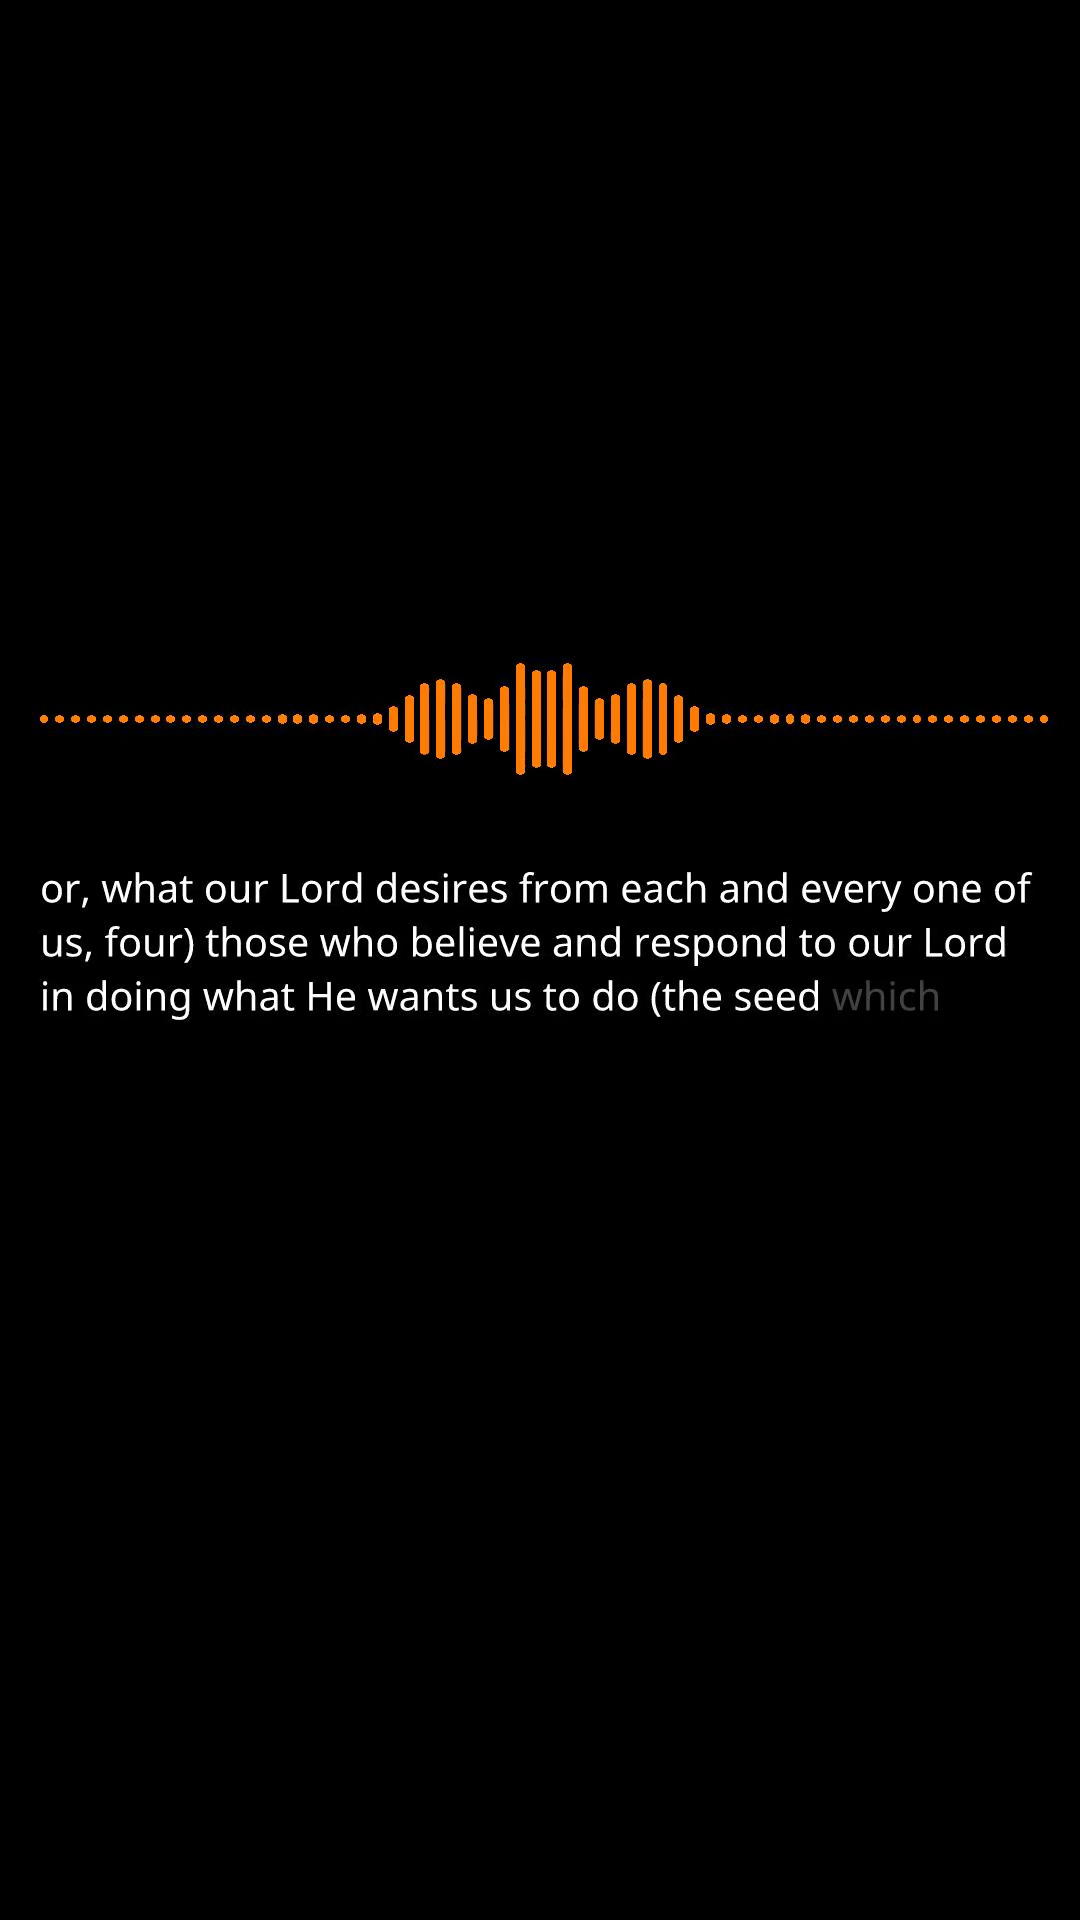 or, what our Lord desires from each and every one of
us, four) those who believe and respond to our Lord
in doing what He wants us to do (the seed which